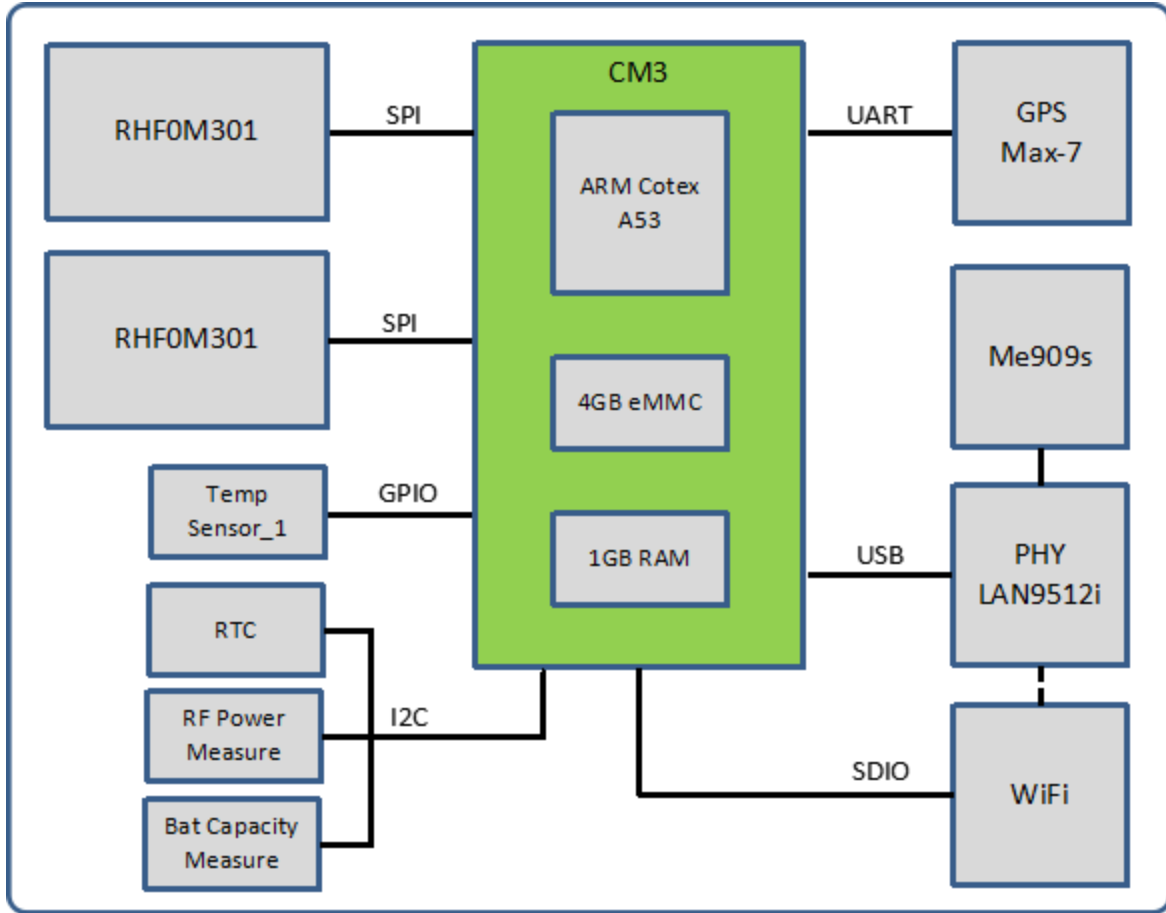 CM3
RHF0M301
SPI
ARM Cotex
A53
UART
GPS
Max-7
RHF0M301
SPI
4GB eMMC
Me909s
Temp
Sensor_1
GPIO
1GB RAM
USB
PHY
LAN9512i
RTC
RF Power
Measure
I2C
Bat Capacity
Measure
SDIO
WiFi